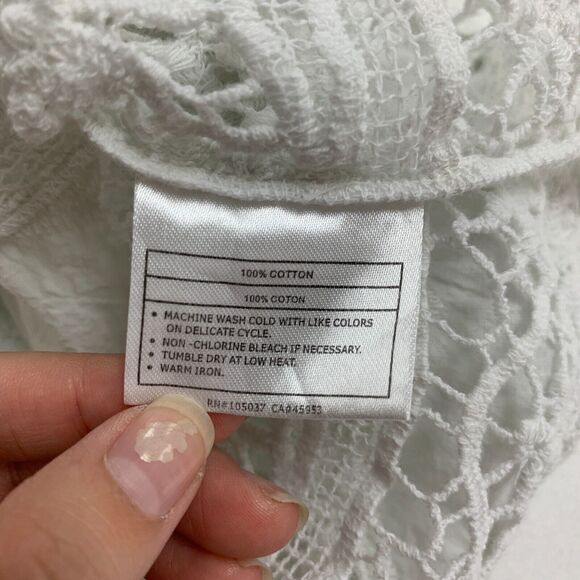 100% COTTON
100% COTON
• MACHINE WASH COLD WITH LIKE COLORS
ON DELICATE CYCLE.
• NON -CHLORINE BLEACH IF NECESSARY.
• TUMBLE DRY AT LOW HEAT.
• WARM IRON.
RN#105037 CA#45953